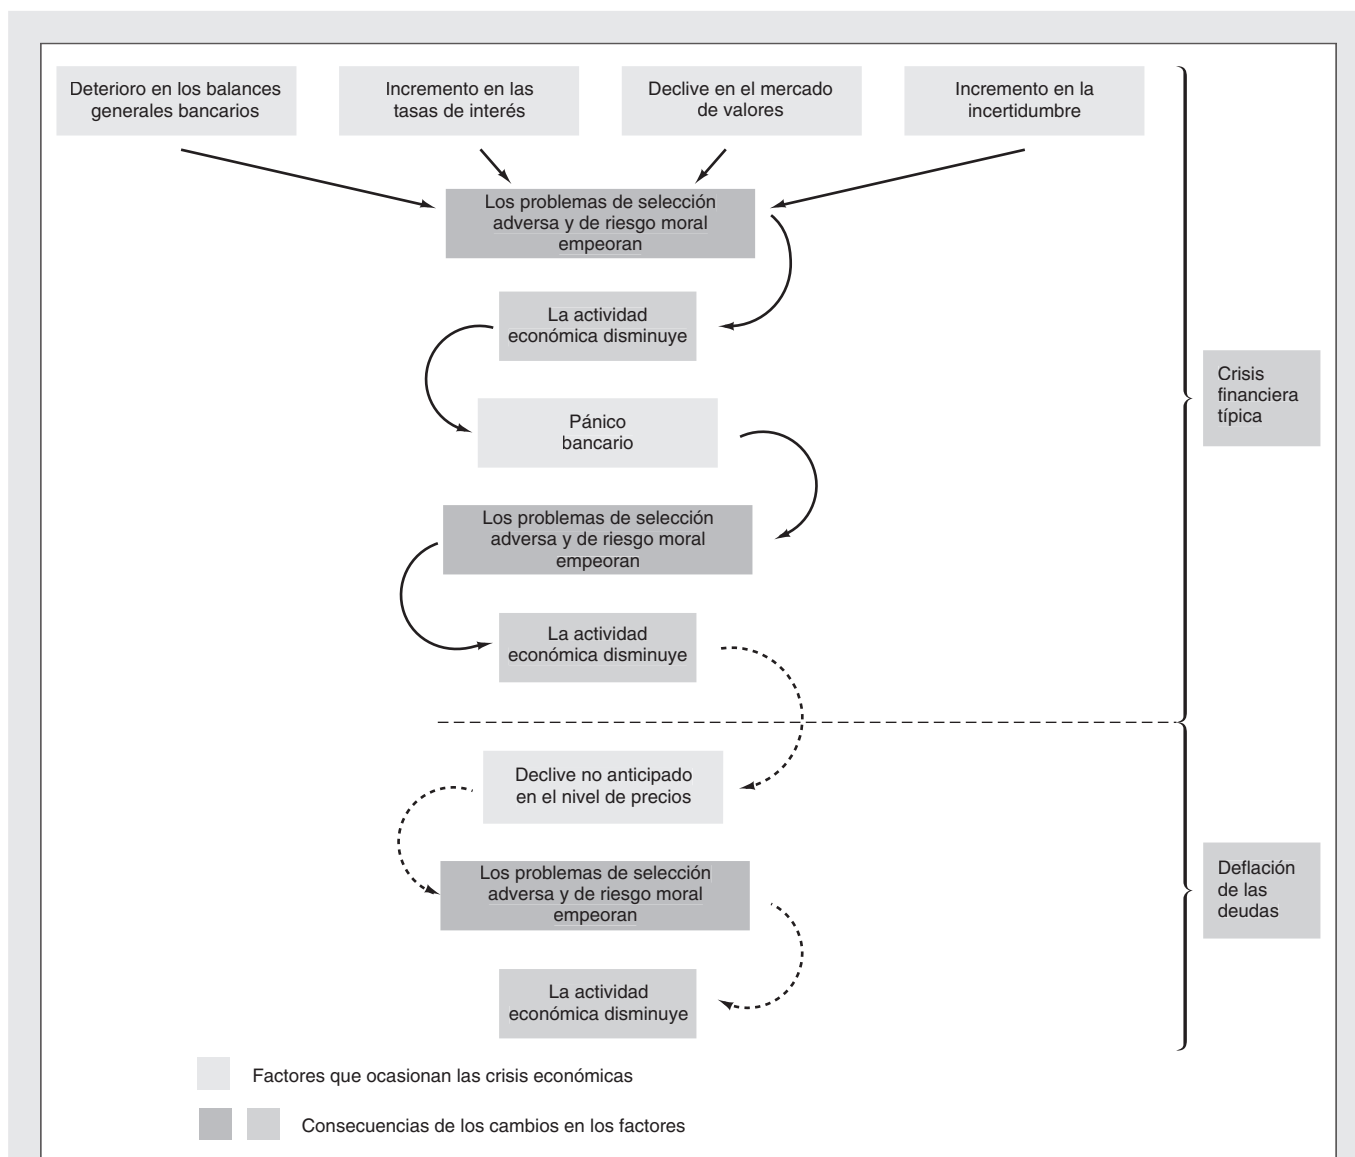 Deterioro en los balances
generales bancarios
Incremento en las
tasas de interés
Declive en el mercado
de valores
Incremento en la
incertidumbre
Los problemas de selección
adversa y de riesgo moral
empeoran
La actividad
económica disminuye
Pánico
bancario
Los problemas de selección
adversa y de riesgo moral
empeoran
La actividad
económica disminuye
Crisis
financiera
típica
Declive no anticipado
en el nivel de precios
Los problemas de selección
adversa y de riesgo moral
empeoran
La actividad
económica disminuye
Deflación
de las
deudas
Factores que ocasionan las crisis económicas
Consecuencias de los cambios en los factores